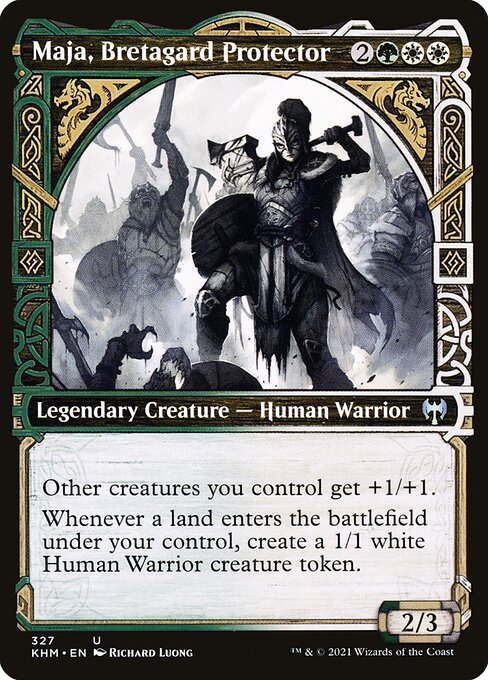 Maja, Bretagard Protector 2
Legendary Creature — Human Warrior
Other creatures you control get +1/+1.
Whenever a land enters the battlefield
under your control, create a 1/1 white
Human Warrior creature token.
2/3
327 U
KHM • EN Richard Luong ™ & © 2021 Wizards of the Coast